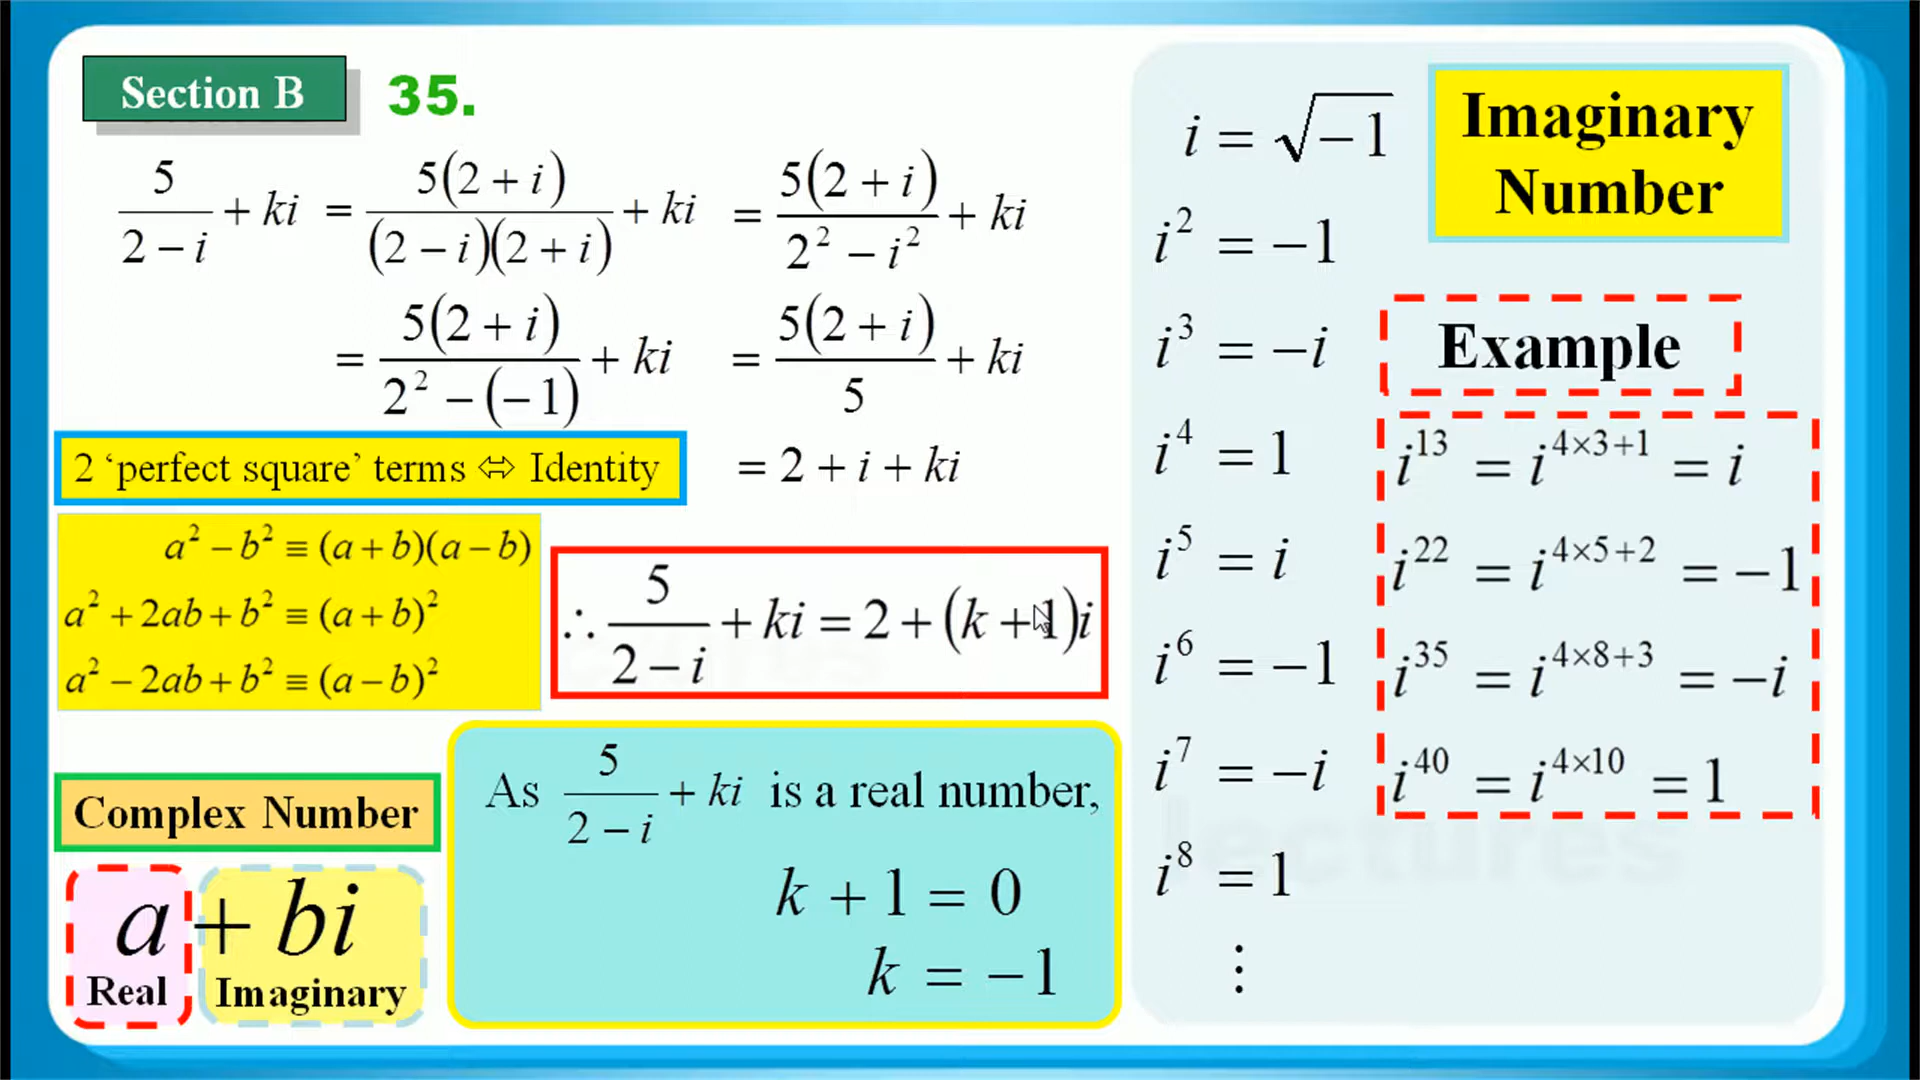 Section B 35.
5/(2 − i) + ki = 5(2 + i)/((2 − i)(2 + i)) + ki = 5(2 + i)/(2² − i²) + ki
= 5(2 + i)/(2² − (−1)) + ki = 5(2 + i)/5 + ki
= 2 + i + ki
2 ‘perfect square’ terms ⇔ Identity
a² − b² ≡ (a + b)(a − b)
a² + 2ab + b² ≡ (a + b)²
a² − 2ab + b² ≡ (a − b)²
∴ 5/(2 − i) + ki = 2 + (k + 1)i
Complex Number
a + bi
Real Imaginary
As 5/(2 − i) + ki is a real number,
k + 1 = 0
k = −1
i = √−1
i² = −1
i³ = −i
i⁴ = 1
i⁵ = i
i⁶ = −1
i⁷ = −i
i⁸ = 1
⋮
Imaginary
Number
Example
i¹³ = i⁴ˣ³⁺¹ = i
i²² = i⁴ˣ⁵⁺² = −1
i³⁵ = i⁴ˣ⁸⁺³ = −i
i⁴⁰ = i⁴ˣ¹⁰ = 1
lectures